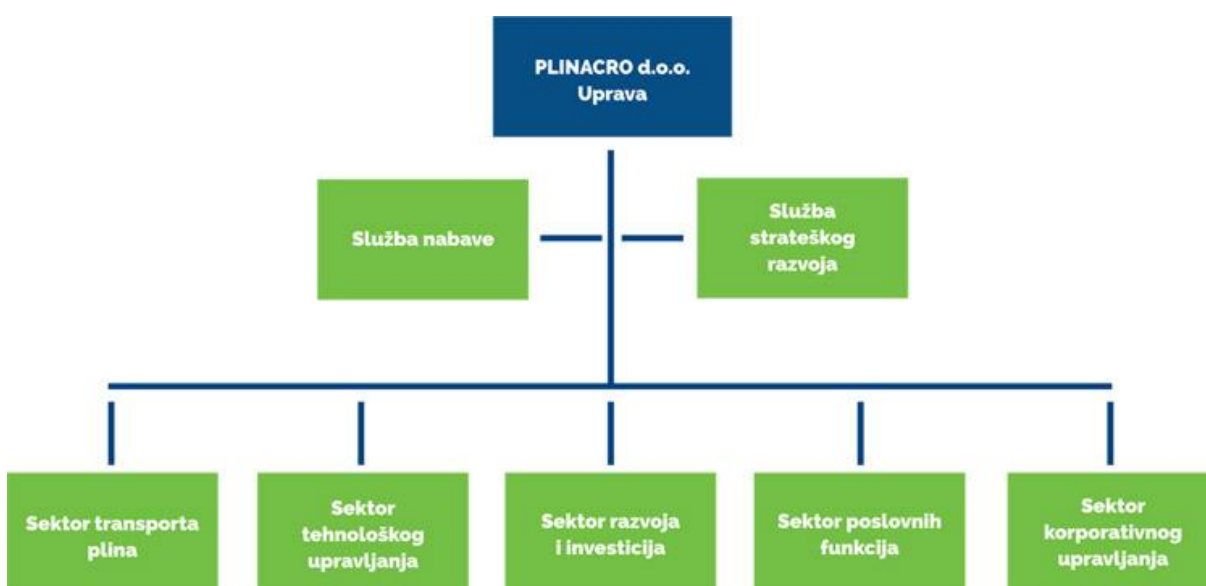 PLINACRO d.o.o.
Uprava
Služba nabave
Služba
strateškog
razvoja
Sektor transporta
plina
Sektor
tehnološkog
upravljanja
Sektor razvoja
i investicija
Sektor poslovnih
funkcija
Sektor
korporativnog
upravljanja